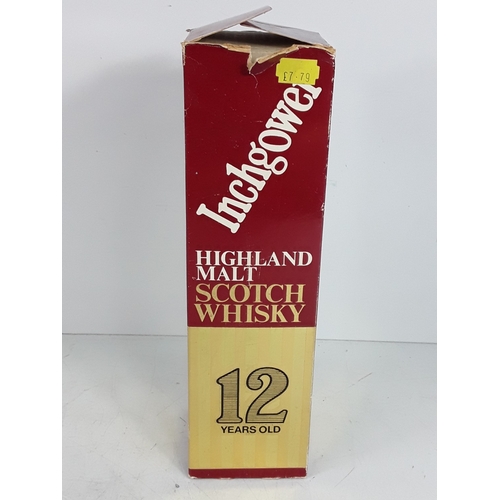 £7.79
Inchgower
HIGHLAND
MALT
SCOTCH
WHISKY
12
YEARS OLD